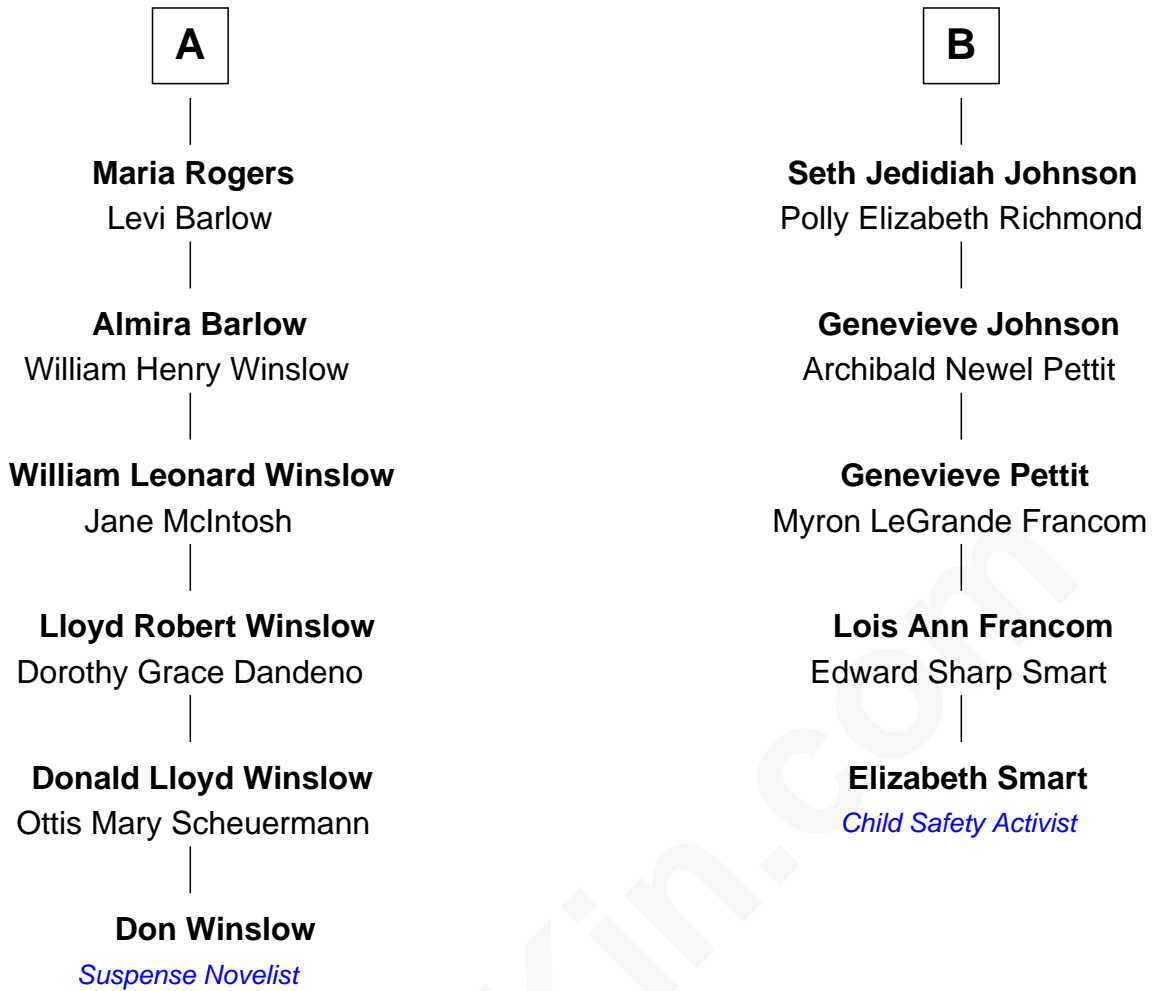 A
Maria Rogers
Levi Barlow
Almira Barlow
William Henry Winslow
William Leonard Winslow
Jane McIntosh
Lloyd Robert Winslow
Dorothy Grace Dandeno
Donald Lloyd Winslow
Ottis Mary Scheuermann
Don Winslow
Suspense Novelist
B
Seth Jedidiah Johnson
Polly Elizabeth Richmond
Genevieve Johnson
Archibald Newel Pettit
Genevieve Pettit
Myron LeGrande Francom
Lois Ann Francom
Edward Sharp Smart
Elizabeth Smart
Child Safety Activist
kin.com